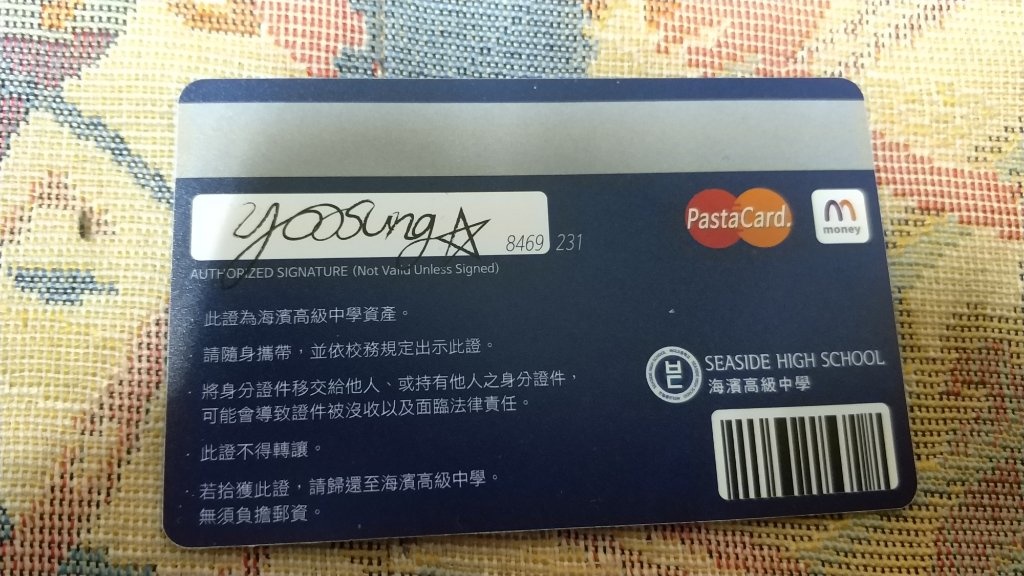 yoosung☆
8469 231
PastaCard.
m
money
AUTHORIZED SIGNATURE (Not Valid Unless Signed)
此證為海濱高級中學資產。
請隨身攜帶，並依校務規定出示此證。
將身分證件移交給他人、或持有他人之身分證件，
可能會導致證件被沒收以及面臨法律責任。
此證不得轉讓。
若拾獲此證，請歸還至海濱高級中學。
無須負擔郵資。
SEASIDE HIGH SCHOOL
海濱高級中學